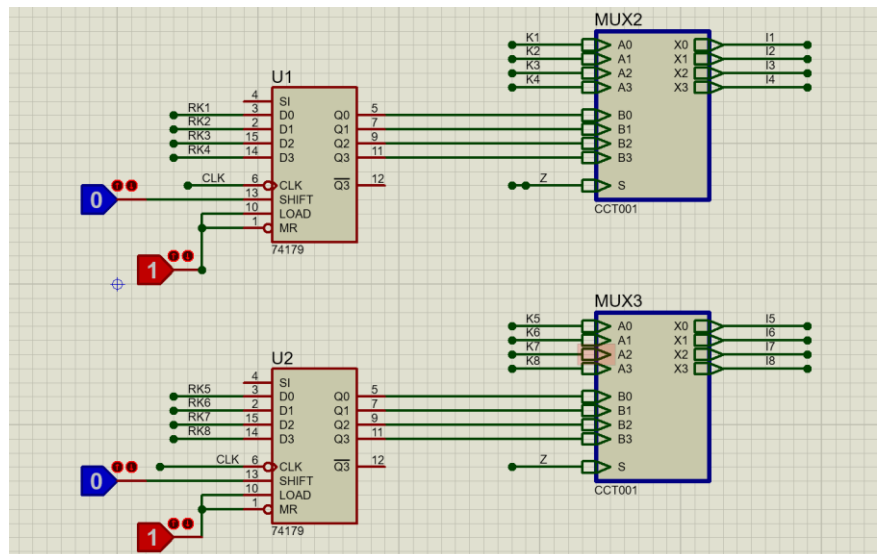 MUX2
K1 A0 X0 I1
K2 A1 X1 I2
K3 A2 X2 I3
K4 A3 X3 I4
U1
4 SI
RK1 3 D0 Q0 5 B0
RK2 2 D1 Q1 7 B1
RK3 15 D2 Q2 9 B2
RK4 14 D3 Q3 11 B3
CLK 6 CLK Q3 12 Z S
0 13 SHIFT
CCT001
10 LOAD
1 MR
74179
1
MUX3
K5 A0 X0 I5
K6 A1 X1 I6
K7 A2 X2 I7
K8 A3 X3 I8
U2
4 SI
RK5 3 D0 Q0 5 B0
RK6 2 D1 Q1 7 B1
RK7 15 D2 Q2 9 B2
RK8 14 D3 Q3 11 B3
CLK 6 CLK Q3 12 Z S
0 13 SHIFT
CCT001
10 LOAD
1 MR
74179
1